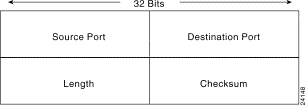 32 Bits
Source Port
Destination Port
Length
Checksum
24148